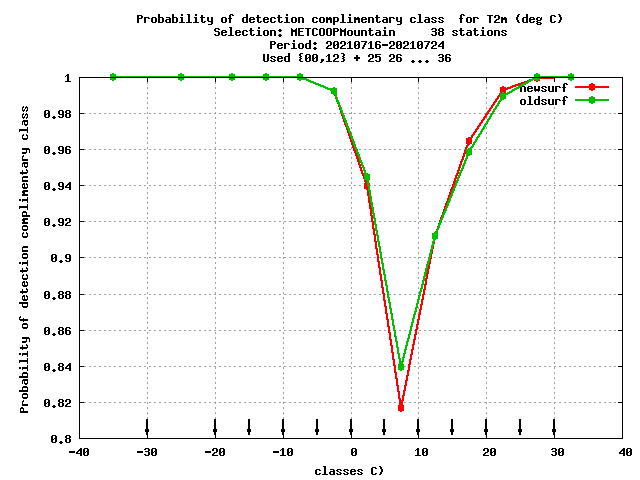 Probability of detection complimentary class  for T2m (deg C)
Selection: METCOOPMountain     38 stations
Period: 20210716-20210724
Used {00,12} + 25 26 ... 36
Probability of detection complimentary class
1
0.98
0.96
0.94
0.92
0.9
0.88
0.86
0.84
0.82
0.8
newsurf
oldsurf
-40 -30 -20 -10 0 10 20 30 40
classes C)